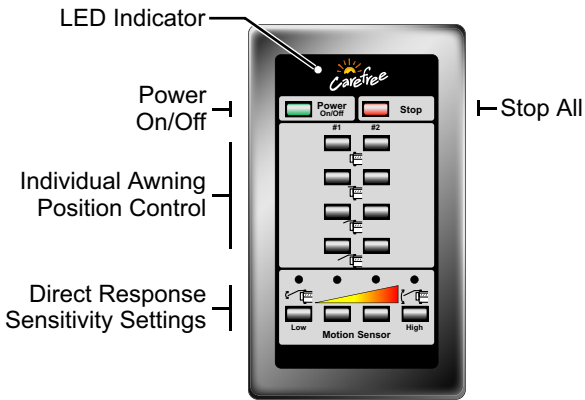 LED Indicator
Carefree
Power
On/Off
Power
On/Off
Stop
Stop All
#1 #2
Individual Awning
Position Control
Direct Response
Sensitivity Settings
Low
High
Motion Sensor